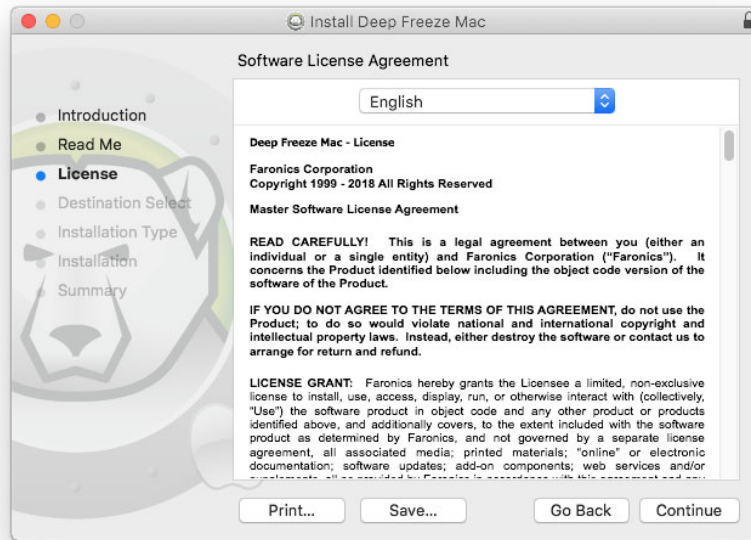 Install Deep Freeze Mac
Software License Agreement
Introduction
Read Me
License
Destination Select
Installation Type
Installation
Summary
English
Deep Freeze Mac - License
Faronics Corporation
Copyright 1999 - 2018 All Rights Reserved
Master Software License Agreement
READ CAREFULLY! This is a legal agreement between you (either an
individual or a single entity) and Faronics Corporation ("Faronics"). It
concerns the Product identified below including the object code version of the
software of the Product.
IF YOU DO NOT AGREE TO THE TERMS OF THIS AGREEMENT, do not use the
Product; to do so would violate national and international copyright and
intellectual property laws. Instead, either destroy the software or contact us to
arrange for return and refund.
LICENSE GRANT: Faronics hereby grants the Licensee a limited, non-exclusive
license to install, use, access, display, run, or otherwise interact with (collectively,
"Use") the software product in object code and any other product or products
identified above, and additionally covers, to the extent included with the software
product as determined by Faronics, and not governed by a separate license
agreement, all associated media; printed materials; "online" or electronic
documentation; software updates; add-on components; web services and/or
Print...
Save...
Go Back
Continue